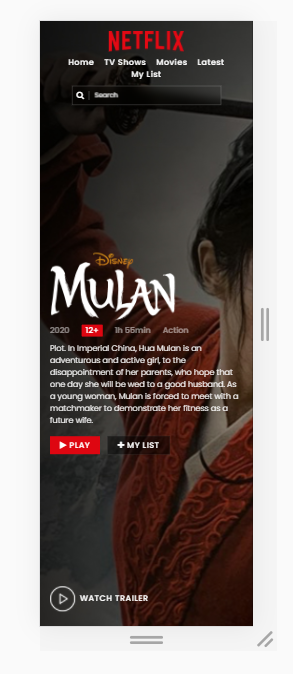 NETFLIX
Home TV Shows Movies Latest
My List
Search
Disney
MULAN
2020 12+ 1h 55min Action
Plot. In Imperial China, Hua Mulan is an
adventurous and active girl, to the
disappointment of her parents, who hope that
one day she will be wed to a good husband. As
a young woman, Mulan is forced to meet with a
matchmaker to demonstrate her fitness as a
future wife.
PLAY + MY LIST
WATCH TRAILER